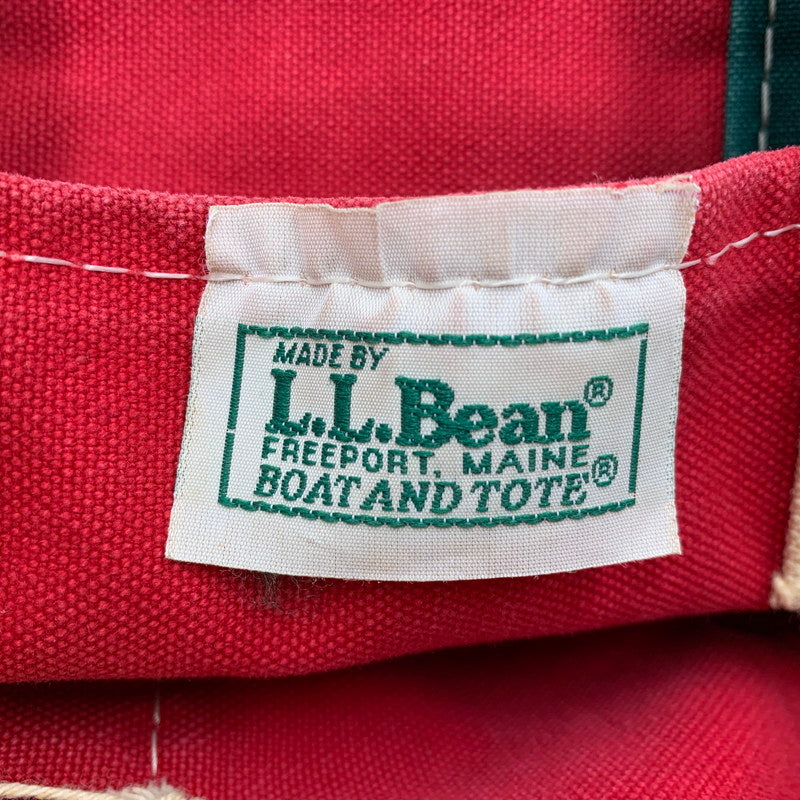 MADE BY
L.L.Bean®
FREEPORT, MAINE
BOAT AND TOTE®